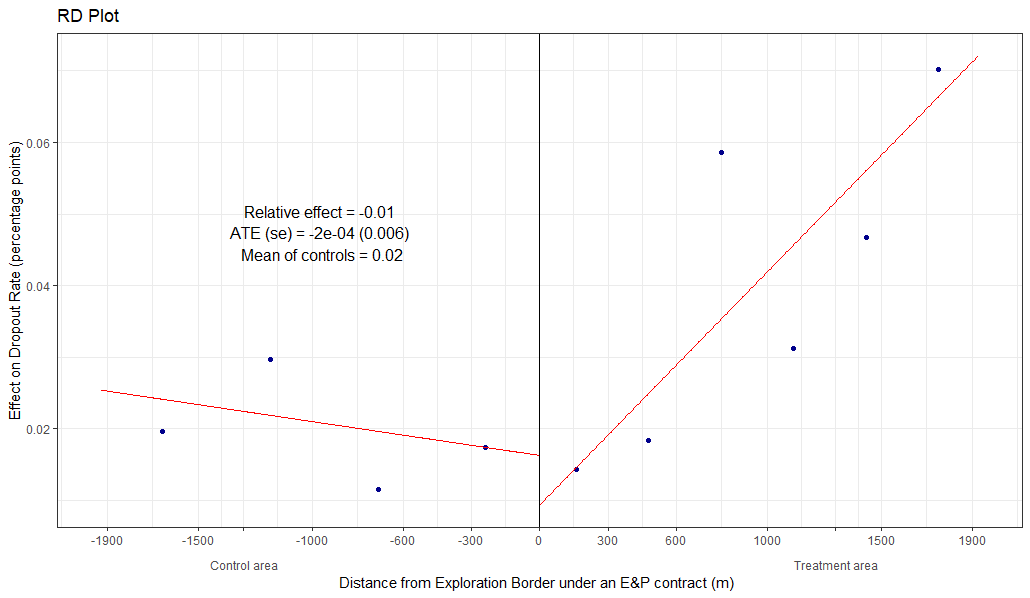 RD Plot
Effect on Dropout Rate (percentage points)
0.06
0.04
0.02
Relative effect = -0.01
ATE (se) = -2e-04 (0.006)
Mean of controls = 0.02
-1900 -1500 -1000 -600 -300 0 300 600 1000 1500 1900
Control area Treatment area
Distance from Exploration Border under an E&P contract (m)